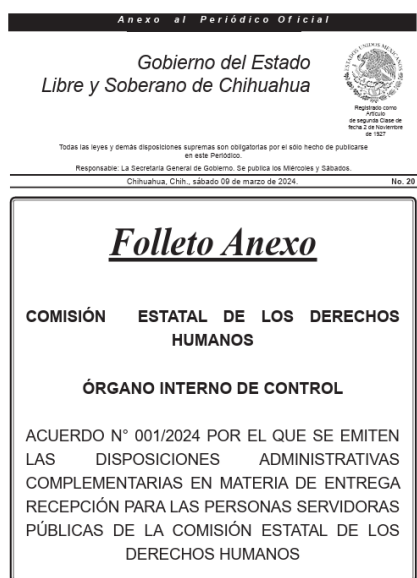 Anexo al Periódico Oficial
Gobierno del Estado
Libre y Soberano de Chihuahua
ESTADOS UNIDOS MEXICANOS
Registrado como
Artículo
de segunda Clase de
fecha 2 de Noviembre
de 1927
Todas las leyes y demás disposiciones supremas son obligatorias por el sólo hecho de publicarse
en este Periódico.
Responsable: La Secretaría General de Gobierno. Se publica los Miércoles y Sábados.
Chihuahua, Chih., sábado 09 de marzo de 2024. No. 20
Folleto Anexo
COMISIÓN ESTATAL DE LOS DERECHOS
HUMANOS
ÓRGANO INTERNO DE CONTROL
ACUERDO N° 001/2024 POR EL QUE SE EMITEN
LAS DISPOSICIONES ADMINISTRATIVAS
COMPLEMENTARIAS EN MATERIA DE ENTREGA
RECEPCIÓN PARA LAS PERSONAS SERVIDORAS
PÚBLICAS DE LA COMISIÓN ESTATAL DE LOS
DERECHOS HUMANOS